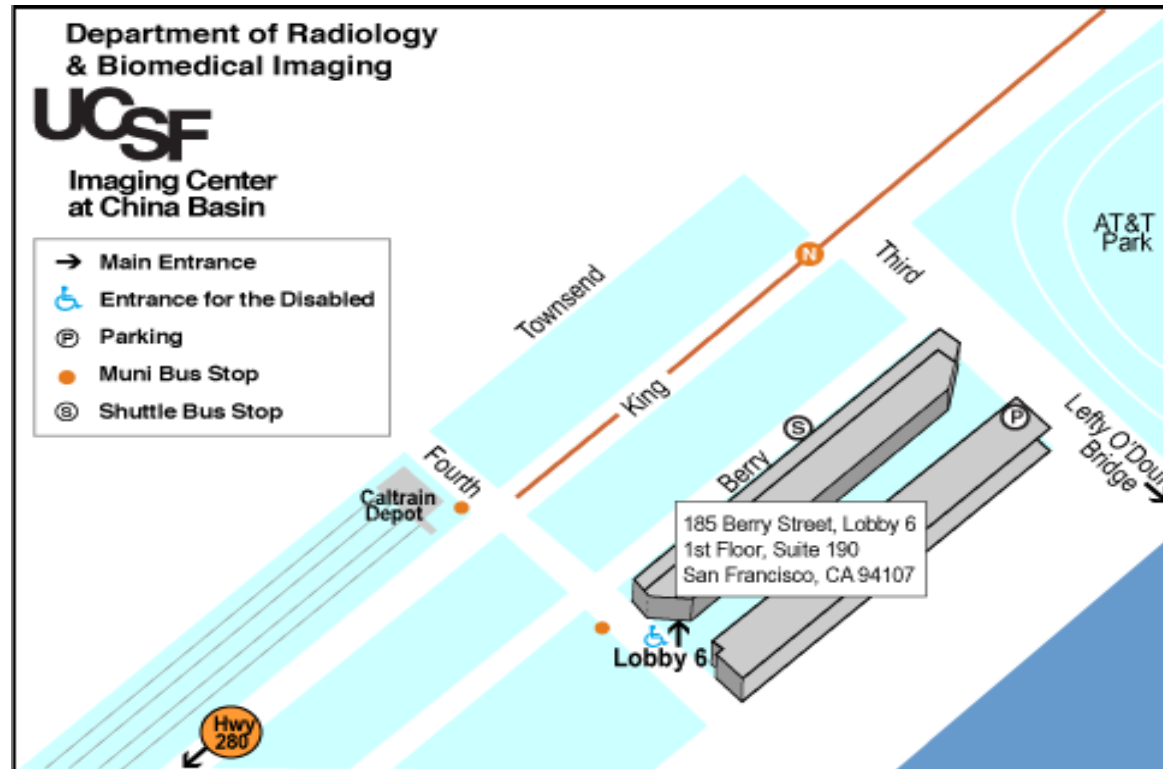 Department of Radiology
& Biomedical Imaging
UCSF
Imaging Center
at China Basin
Main Entrance
Entrance for the Disabled
P Parking
Muni Bus Stop
S Shuttle Bus Stop
Townsend
N
Third
AT&T
Park
King
Fourth
Caltrain
Depot
Berry
S
P
Lefty O'Doul
Bridge
185 Berry Street, Lobby 6
1st Floor, Suite 190
San Francisco, CA 94107
Lobby 6
Hwy
280